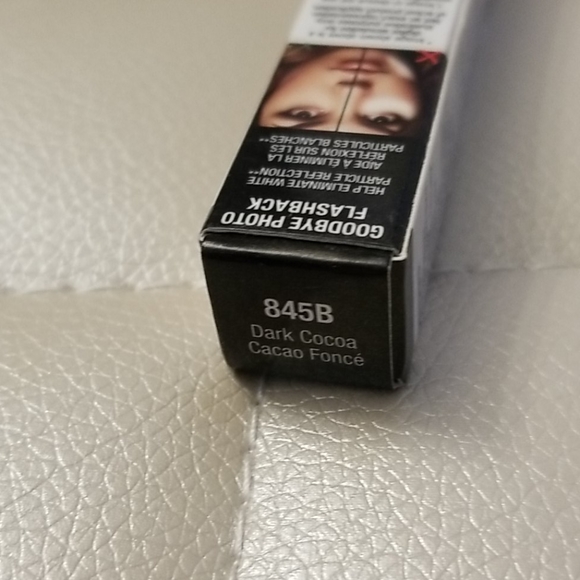 GOODBYE PHOTO
FLASHBACK
HELP ELIMINATE WHITE
PARTICLE REFLECTION**
AIDE À ÉLIMINER LA
RÉFLEXION SUR LES
PARTICULES BLANCHES**
845B
Dark Cocoa
Cacao Foncé